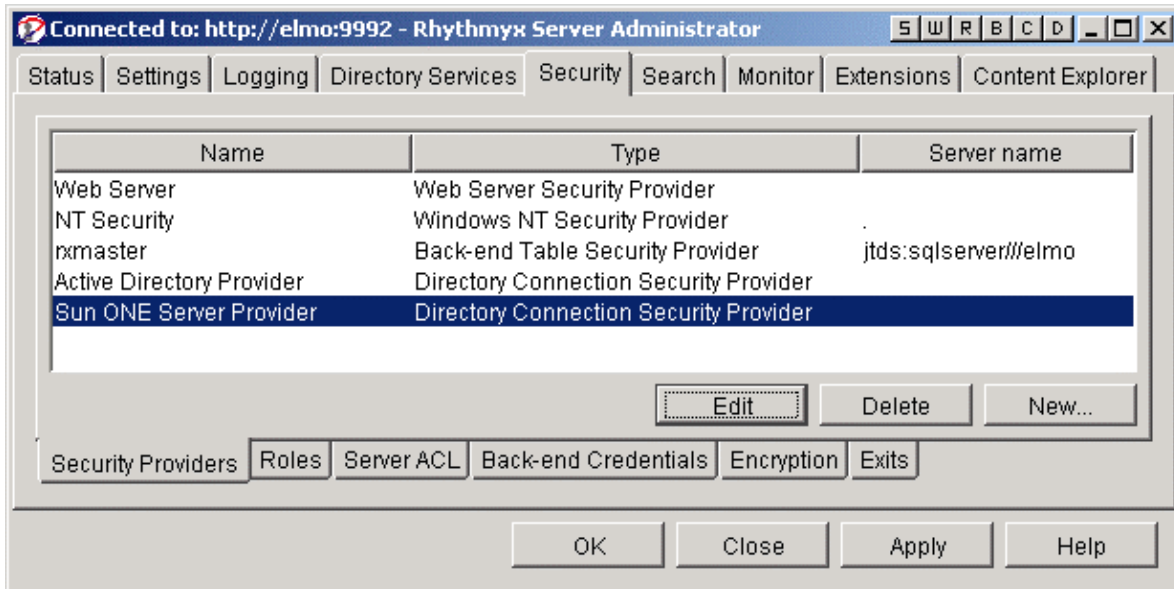 Connected to: http://elmo:9992 - Rhythmyx Server Administrator S W R B C D
Status Settings Logging Directory Services Security Search Monitor Extensions Content Explorer
Name Type Server name
Web Server Web Server Security Provider
NT Security Windows NT Security Provider .
rxmaster Back-end Table Security Provider jtds:sqlserver///elmo
Active Directory Provider Directory Connection Security Provider
Sun ONE Server Provider Directory Connection Security Provider
Edit Delete New...
Security Providers Roles Server ACL Back-end Credentials Encryption Exits
OK Close Apply Help